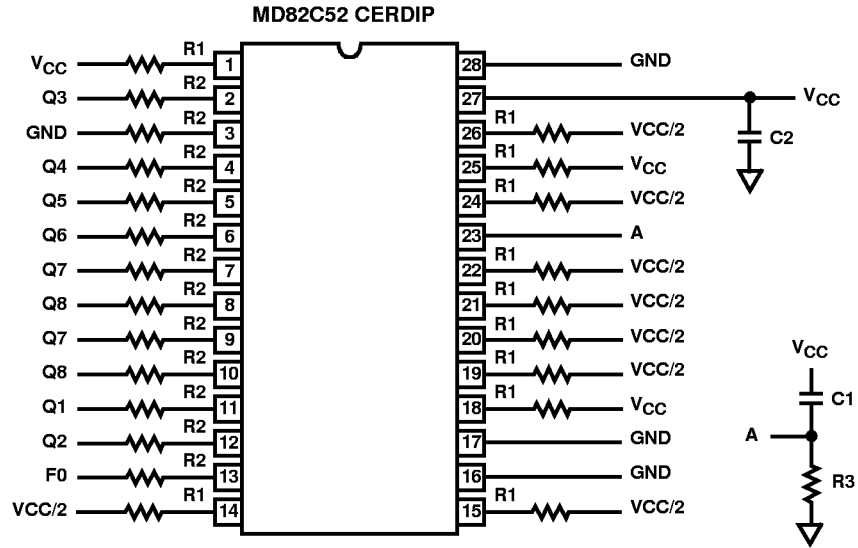 MD82C52 CERDIP
VCC R1 1 28 GND
Q3 R2 2 27 VCC
GND R2 3 26 R1 VCC/2
C2
Q4 R2 4 25 R1 VCC
Q5 R2 5 24 R1 VCC/2
Q6 R2 6 23 A
Q7 R2 7 22 R1 VCC/2
Q8 R2 8 21 R1 VCC/2
Q7 R2 9 20 R1 VCC/2
VCC
Q8 R2 10 19 R1 VCC/2
C1
Q1 R2 11 18 R1 VCC
Q2 R2 12 17 GND
A
F0 R2 13 16 GND
R3
VCC/2 R1 14 15 R1 VCC/2